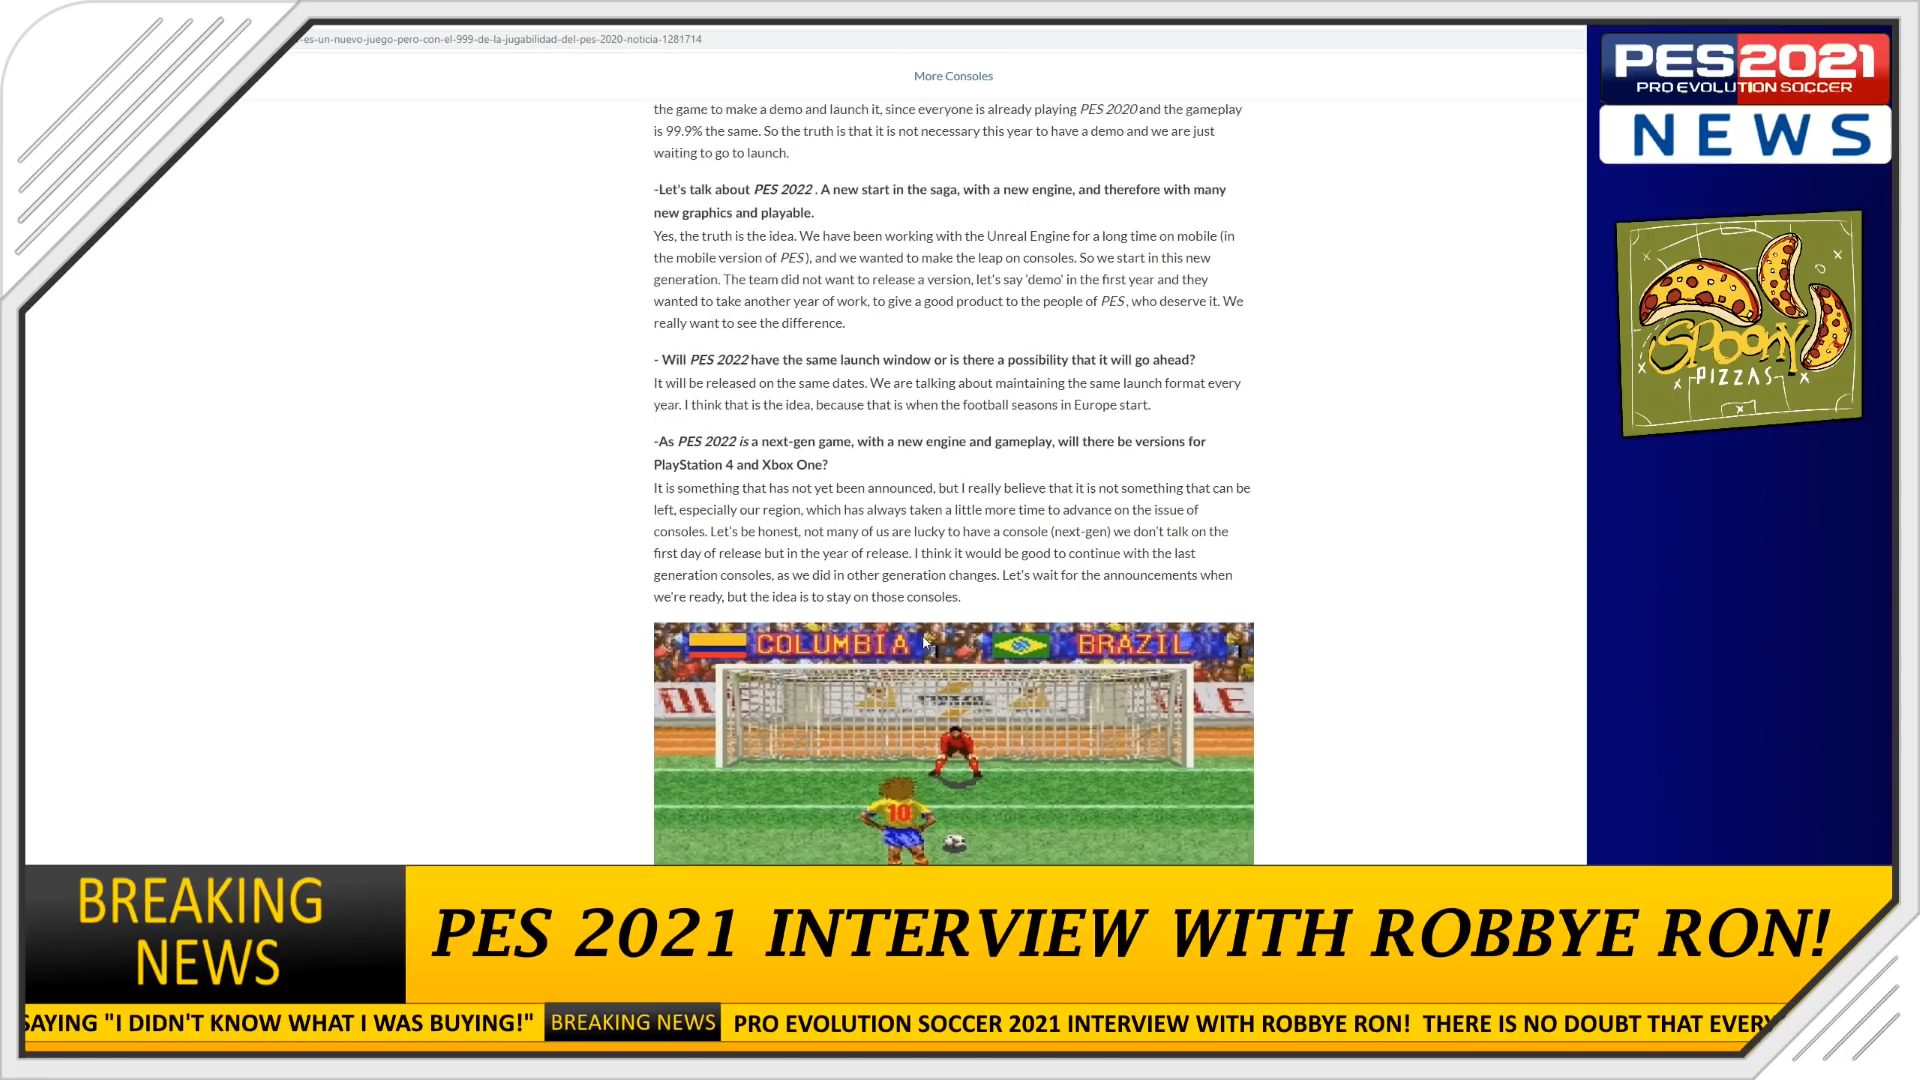 -es-un-nuevo-juego-pero-con-el-999-de-la-jugabilidad-del-pes-2020-noticia-1281714
More Consoles
the game to make a demo and launch it, since everyone is already playing PES 2020 and the gameplay
is 99.9% the same. So the truth is that it is not necessary this year to have a demo and we are just
waiting to go to launch.
-Let's talk about PES 2022 . A new start in the saga, with a new engine, and therefore with many
new graphics and playable.
Yes, the truth is the idea. We have been working with the Unreal Engine for a long time on mobile (in
the mobile version of PES ), and we wanted to make the leap on consoles. So we start in this new
generation. The team did not want to release a version, let's say 'demo' in the first year and they
wanted to take another year of work, to give a good product to the people of PES , who deserve it. We
really want to see the difference.
- Will PES 2022 have the same launch window or is there a possibility that it will go ahead?
It will be released on the same dates. We are talking about maintaining the same launch format every
year. I think that is the idea, because that is when the football seasons in Europe start.
-As PES 2022 is a next-gen game, with a new engine and gameplay, will there be versions for
PlayStation 4 and Xbox One?
It is something that has not yet been announced, but I really believe that it is not something that can be
left, especially our region, which has always taken a little more time to advance on the issue of
consoles. Let's be honest, not many of us are lucky to have a console (next-gen) we don't talk on the
first day of release but in the year of release. I think it would be good to continue with the last
generation consoles, as we did in other generation changes. Let's wait for the announcements when
we're ready, but the idea is to stay on those consoles.
COLUMBIA BRAZIL
10
PES2021
PRO EVOLUTION SOCCER
NEWS
SPOONY
PIZZAS
BREAKING
NEWS
PES 2021 INTERVIEW WITH ROBBYE RON!
SAYING "I DIDN'T KNOW WHAT I WAS BUYING!" BREAKING NEWS PRO EVOLUTION SOCCER 2021 INTERVIEW WITH ROBBYE RON! THERE IS NO DOUBT THAT EVERY